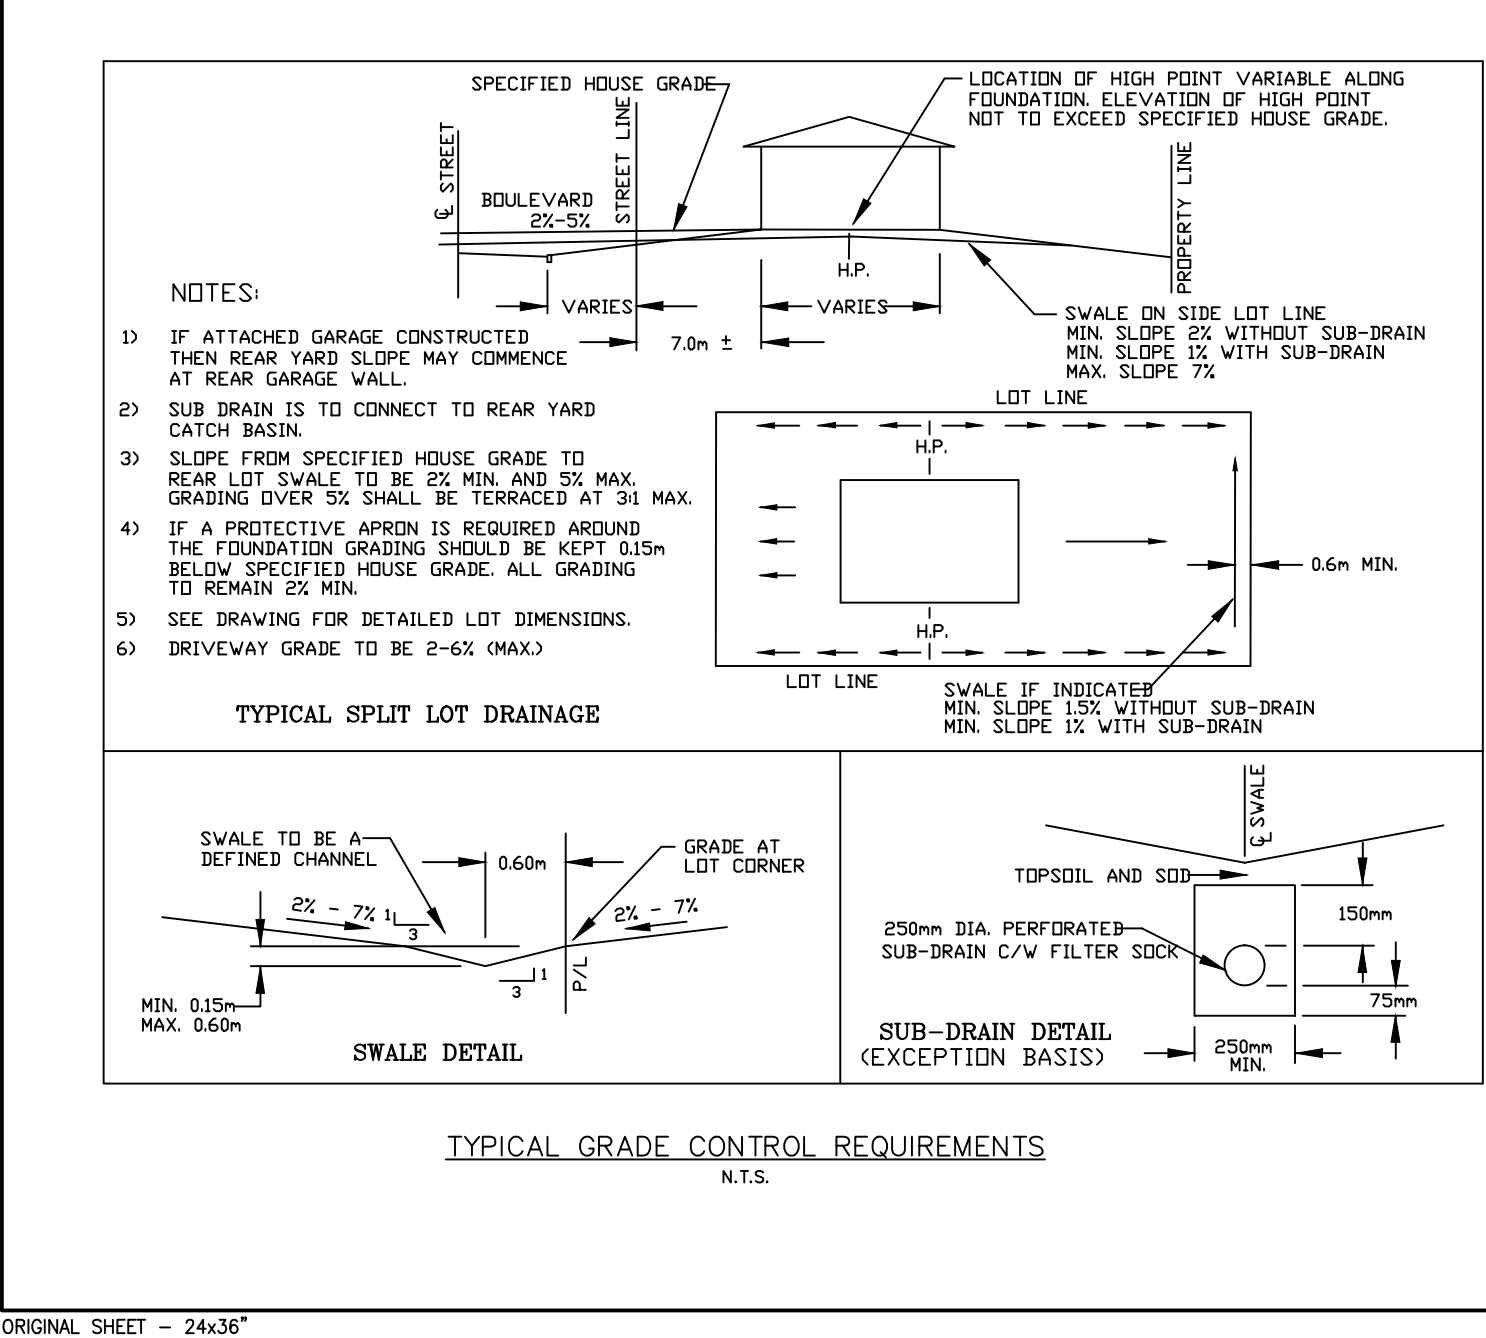 SPECIFIED HOUSE GRADE
LOCATION OF HIGH POINT VARIABLE ALONG
FOUNDATION. ELEVATION OF HIGH POINT
NOT TO EXCEED SPECIFIED HOUSE GRADE.
℄ STREET
STREET LINE
PROPERTY LINE
BOULEVARD
2%-5%
H.P.
VARIES
VARIES
7.0m ±
SWALE ON SIDE LOT LINE
MIN. SLOPE 2% WITHOUT SUB-DRAIN
MIN. SLOPE 1% WITH SUB-DRAIN
MAX. SLOPE 7%
NOTES:
1) IF ATTACHED GARAGE CONSTRUCTED
THEN REAR YARD SLOPE MAY COMMENCE
AT REAR GARAGE WALL.
2) SUB DRAIN IS TO CONNECT TO REAR YARD
CATCH BASIN.
3) SLOPE FROM SPECIFIED HOUSE GRADE TO
REAR LOT SWALE TO BE 2% MIN. AND 5% MAX.
GRADING OVER 5% SHALL BE TERRACED AT 3:1 MAX.
4) IF A PROTECTIVE APRON IS REQUIRED AROUND
THE FOUNDATION GRADING SHOULD BE KEPT 0.15m
BELOW SPECIFIED HOUSE GRADE. ALL GRADING
TO REMAIN 2% MIN.
5) SEE DRAWING FOR DETAILED LOT DIMENSIONS.
6) DRIVEWAY GRADE TO BE 2-6% (MAX.)
TYPICAL SPLIT LOT DRAINAGE
LOT LINE
H.P.
0.6m MIN.
H.P.
LOT LINE
SWALE IF INDICATED
MIN. SLOPE 1.5% WITHOUT SUB-DRAIN
MIN. SLOPE 1% WITH SUB-DRAIN
SWALE TO BE A
DEFINED CHANNEL
0.60m
GRADE AT
LOT CORNER
2% - 7%
1
3
2% - 7%
1
3
P/L
MIN. 0.15m
MAX. 0.60m
SWALE DETAIL
℄ SWALE
TOPSOIL AND SOD
250mm DIA. PERFORATED
SUB-DRAIN C/W FILTER SOCK
150mm
75mm
250mm
MIN.
SUB-DRAIN DETAIL
(EXCEPTION BASIS)
TYPICAL GRADE CONTROL REQUIREMENTS
N.T.S.
ORIGINAL SHEET - 24x36"